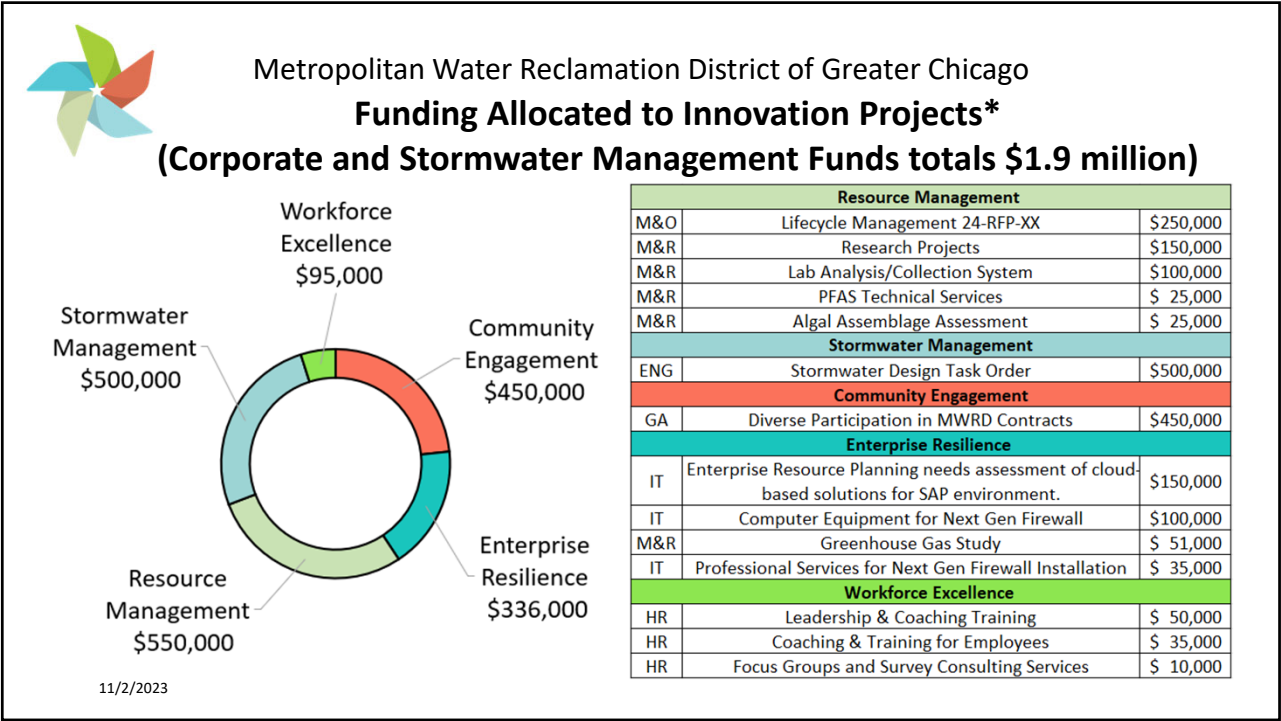 Metropolitan Water Reclamation District of Greater Chicago
Funding Allocated to Innovation Projects*
(Corporate and Stormwater Management Funds totals $1.9 million)
Workforce
Excellence
$95,000
Stormwater
Management
$500,000
Community
Engagement
$450,000
Enterprise
Resilience
$336,000
Resource
Management
$550,000
Resource Management
M&O Lifecycle Management 24-RFP-XX $250,000
M&R Research Projects $150,000
M&R Lab Analysis/Collection System $100,000
M&R PFAS Technical Services $ 25,000
M&R Algal Assemblage Assessment $ 25,000
Stormwater Management
ENG Stormwater Design Task Order $500,000
Community Engagement
GA Diverse Participation in MWRD Contracts $450,000
Enterprise Resilience
IT Enterprise Resource Planning needs assessment of cloud-
based solutions for SAP environment. $150,000
IT Computer Equipment for Next Gen Firewall $100,000
M&R Greenhouse Gas Study $ 51,000
IT Professional Services for Next Gen Firewall Installation $ 35,000
Workforce Excellence
HR Leadership & Coaching Training $ 50,000
HR Coaching & Training for Employees $ 35,000
HR Focus Groups and Survey Consulting Services $ 10,000
11/2/2023